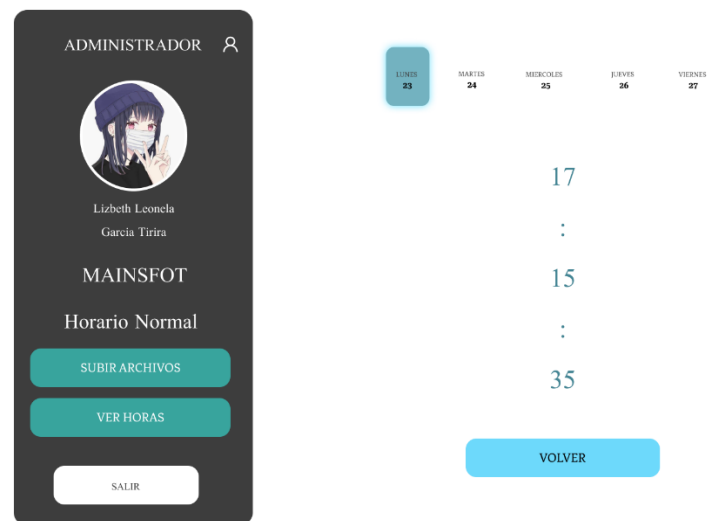 ADMINISTRADOR
Lizbeth Leonela
Garcia Tirira
MAINSFOT
Horario Normal
SUBIR ARCHIVOS
VER HORAS
SALIR
LUNES
23
MARTES
24
MIERCOLES
25
JUEVES
26
VIERNES
27
17
:
15
:
35
VOLVER